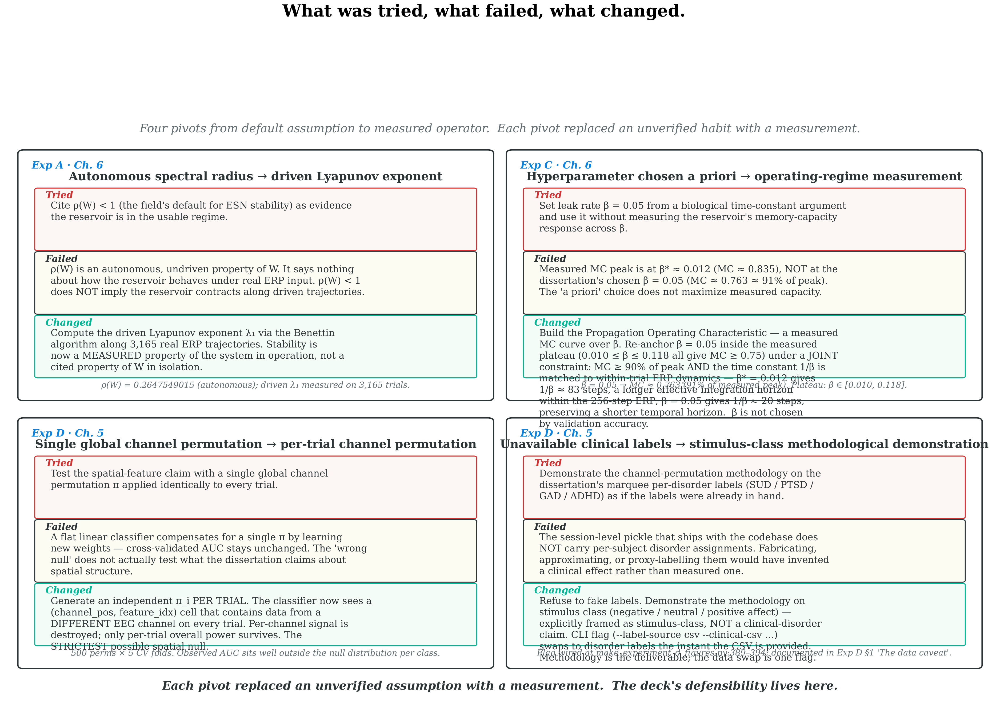 What was tried, what failed, what changed.
Four pivots from default assumption to measured operator.  Each pivot replaced an unverified habit with a measurement.
Exp A · Ch. 6
Autonomous spectral radius → driven Lyapunov exponent
Tried
Cite ρ(W) < 1 (the field's default for ESN stability) as evidence
the reservoir is in the usable regime.
Failed
ρ(W) is an autonomous, undriven property of W. It says nothing
about how the reservoir behaves under real ERP input. ρ(W) < 1
does NOT imply the reservoir contracts along driven trajectories.
Changed
Compute the driven Lyapunov exponent λ₁ via the Benettin
algorithm along 3,165 real ERP trajectories. Stability is
now a MEASURED property of the system in operation, not a
cited property of W in isolation.
ρ(W) = 0.2647549015 (autonomous); driven λ₁ measured on 3,165 trials.
Exp C · Ch. 6
Hyperparameter chosen a priori → operating-regime measurement
Tried
Set leak rate β = 0.05 from a biological time-constant argument
and use it without measuring the reservoir's memory-capacity
response across β.
Failed
Measured MC peak is at β* ≈ 0.012 (MC ≈ 0.835), NOT at the
dissertation's chosen β = 0.05 (MC ≈ 0.763 ≈ 91% of peak).
The 'a priori' choice does not maximize measured capacity.
Changed
Build the Propagation Operating Characteristic — a measured
MC curve over β. Re-anchor β = 0.05 inside the measured
plateau (0.010 ≤ β ≤ 0.118 all give MC ≥ 0.75) under a JOINT
constraint: MC ≥ 90% of peak AND the time constant 1/β is
matched to within-trial ERP dynamics — β* = 0.012 gives
1/β ≈ 83 steps, a longer effective integration horizon
within the 256-step ERP; β = 0.05 gives 1/β ≈ 20 steps,
preserving a shorter temporal horizon.  β is not chosen
by validation accuracy.
β = 0.05 → MC ≈ 0.763 (91% of measured peak). Plateau: β ∈ [0.010, 0.118].
Exp D · Ch. 5
Single global channel permutation → per-trial channel permutation
Tried
Test the spatial-feature claim with a single global channel
permutation π applied identically to every trial.
Failed
A flat linear classifier compensates for a single π by learning
new weights — cross-validated AUC stays unchanged. The 'wrong
null' does not actually test what the dissertation claims about
spatial structure.
Changed
Generate an independent π_i PER TRIAL. The classifier now sees a
(channel_pos, feature_idx) cell that contains data from a
DIFFERENT EEG channel on every trial. Per-channel signal is
destroyed; only per-trial overall power survives. The
STRICTEST possible spatial null.
500 perms × 5 CV folds. Observed AUC sits well outside the null distribution per class.
Exp D · Ch. 5
Unavailable clinical labels → stimulus-class methodological demonstration
Tried
Demonstrate the channel-permutation methodology on the
dissertation's marquee per-disorder labels (SUD / PTSD /
GAD / ADHD) as if the labels were already in hand.
Failed
The session-level pickle that ships with the codebase does
NOT carry per-subject disorder assignments. Fabricating,
approximating, or proxy-labelling them would have invented
a clinical effect rather than measured one.
Changed
Refuse to fake labels. Demonstrate the methodology on
stimulus class (negative / neutral / positive affect) —
explicitly framed as stimulus-class, NOT a clinical-disorder
claim. CLI flag (--label-source csv --clinical-csv ...)
swaps to disorder labels the instant the CSV is provided.
Methodology is the deliverable; the data swap is one flag.
Flag wired at make_experiment_d_figures.py:389–394; documented in Exp D §1 'The data caveat'.
Each pivot replaced an unverified assumption with a measurement.  The deck's defensibility lives here.